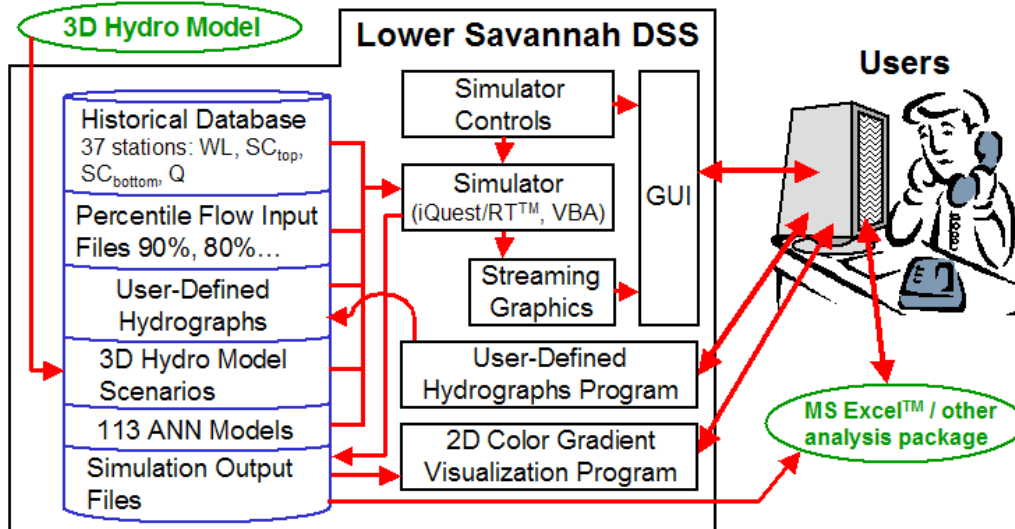 3D Hydro Model
Lower Savannah DSS
Users
Historical Database
37 stations: WL, SCtop,
SCbottom, Q
Percentile Flow Input
Files 90%, 80%...
User-Defined
Hydrographs
3D Hydro Model
Scenarios
113 ANN Models
Simulation Output
Files
Simulator
Controls
Simulator
(iQuest/RT™, VBA)
Streaming
Graphics
GUI
User-Defined
Hydrographs Program
2D Color Gradient
Visualization Program
MS Excel™ / other
analysis package